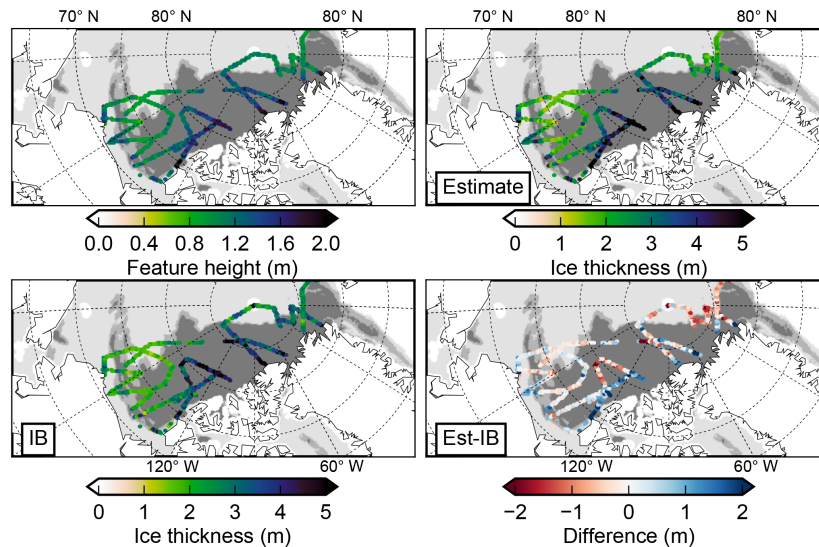 70° N 80° N 80° N
70° N 80° N 80° N
Estimate
0.0 0.4 0.8 1.2 1.6 2.0
Feature height (m)
0 1 2 3 4 5
Ice thickness (m)
IB
Est-IB
120° W 60° W
120° W 60° W
0 1 2 3 4 5
Ice thickness (m)
−2 −1 0 1 2
Difference (m)